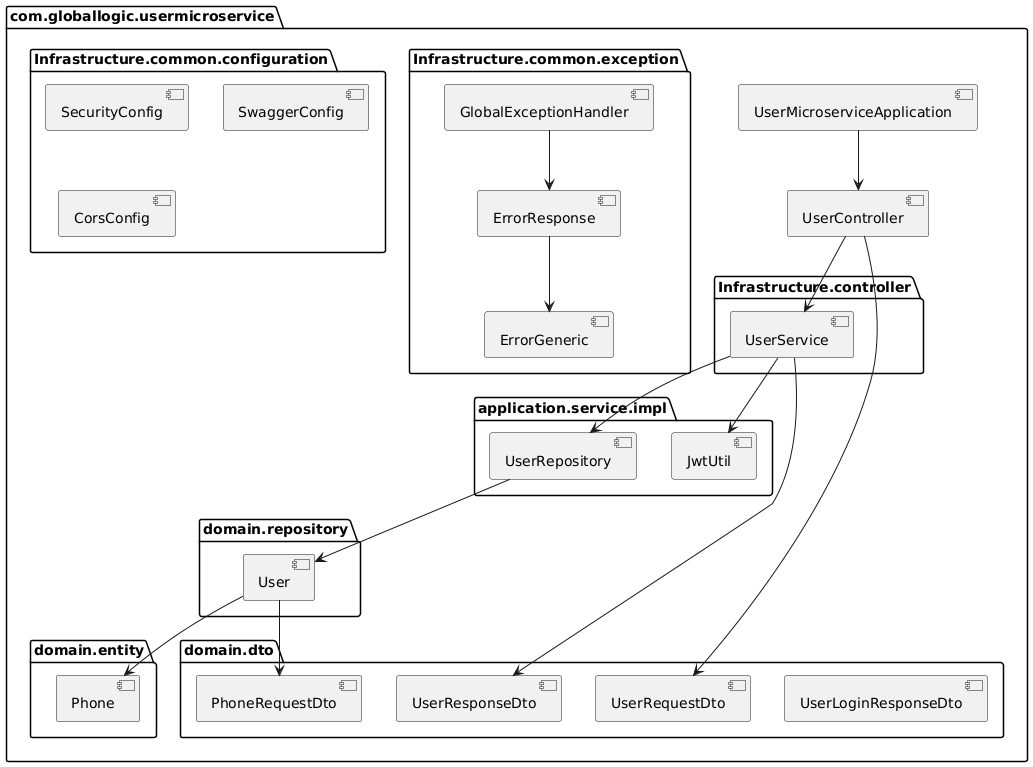 com.globallogic.usermicroservice
Infrastructure.common.configuration
Infrastructure.common.exception
SecurityConfig
SwaggerConfig
GlobalExceptionHandler
UserMicroserviceApplication
CorsConfig
ErrorResponse
UserController
Infrastructure.controller
ErrorGeneric
UserService
application.service.impl
UserRepository
JwtUtil
domain.repository
User
domain.entity
domain.dto
Phone
PhoneRequestDto
UserResponseDto
UserRequestDto
UserLoginResponseDto